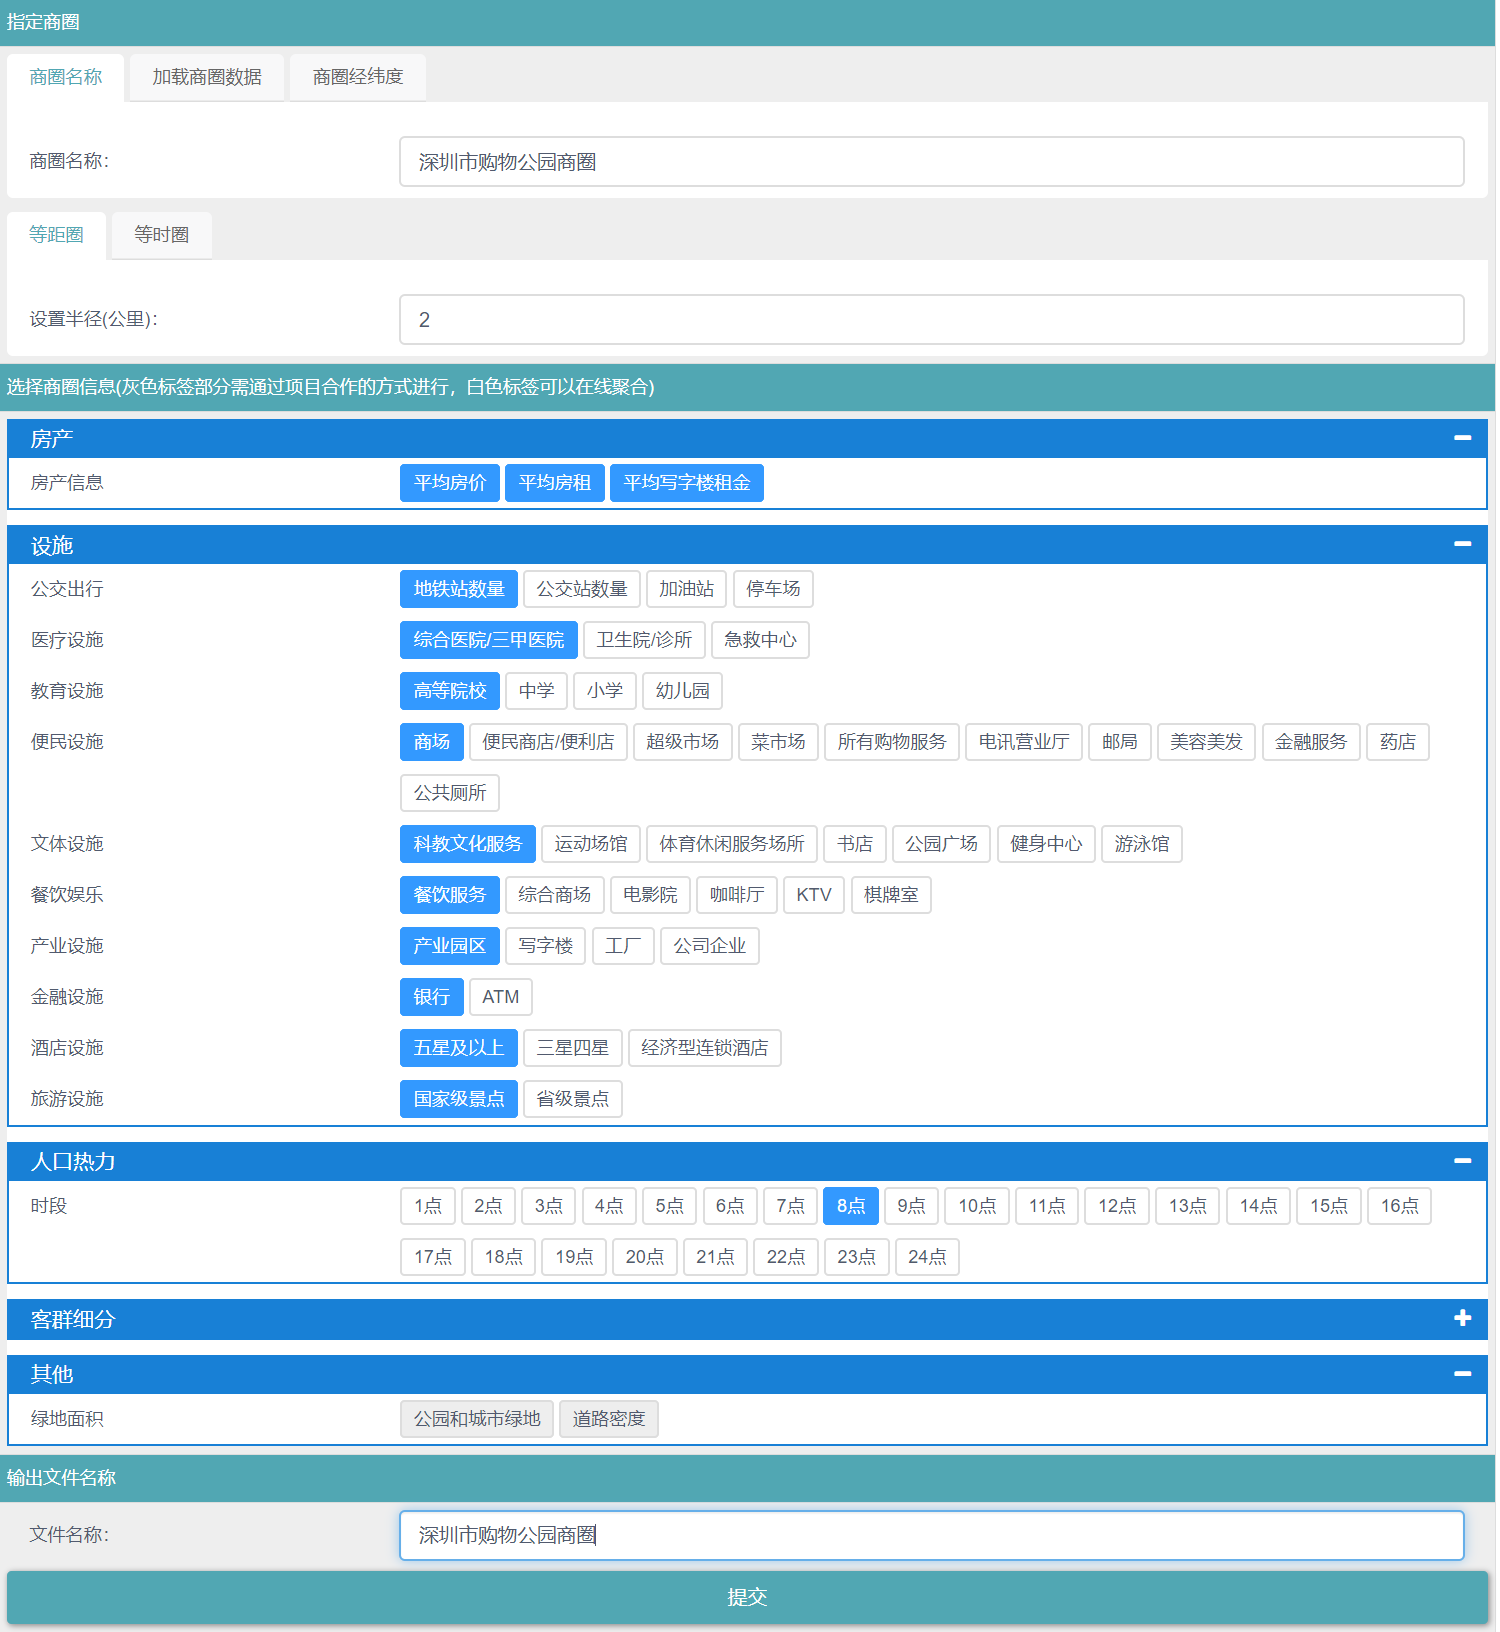 指定商圈
商圈名称 加载商圈数据 商圈经纬度
商圈名称: 深圳市购物公园商圈
等距圈 等时圈
设置半径(公里): 2
选择商圈信息(灰色标签部分需通过项目合作的方式进行，白色标签可以在线聚合)
房产
房产信息 平均房价 平均房租 平均写字楼租金
设施
公交出行 地铁站数量 公交站数量 加油站 停车场
医疗设施 综合医院/三甲医院 卫生院/诊所 急救中心
教育设施 高等院校 中学 小学 幼儿园
便民设施 商场 便民商店/便利店 超级市场 菜市场 所有购物服务 电讯营业厅 邮局 美容美发 金融服务 药店
公共厕所
文体设施 科教文化服务 运动场馆 体育休闲服务场所 书店 公园广场 健身中心 游泳馆
餐饮娱乐 餐饮服务 综合商场 电影院 咖啡厅 KTV 棋牌室
产业设施 产业园区 写字楼 工厂 公司企业
金融设施 银行 ATM
酒店设施 五星及以上 三星四星 经济型连锁酒店
旅游设施 国家级景点 省级景点
人口热力
时段 1点 2点 3点 4点 5点 6点 7点 8点 9点 10点 11点 12点 13点 14点 15点 16点
17点 18点 19点 20点 21点 22点 23点 24点
客群细分
其他
绿地面积 公园和城市绿地 道路密度
输出文件名称
文件名称: 深圳市购物公园商圈
提交